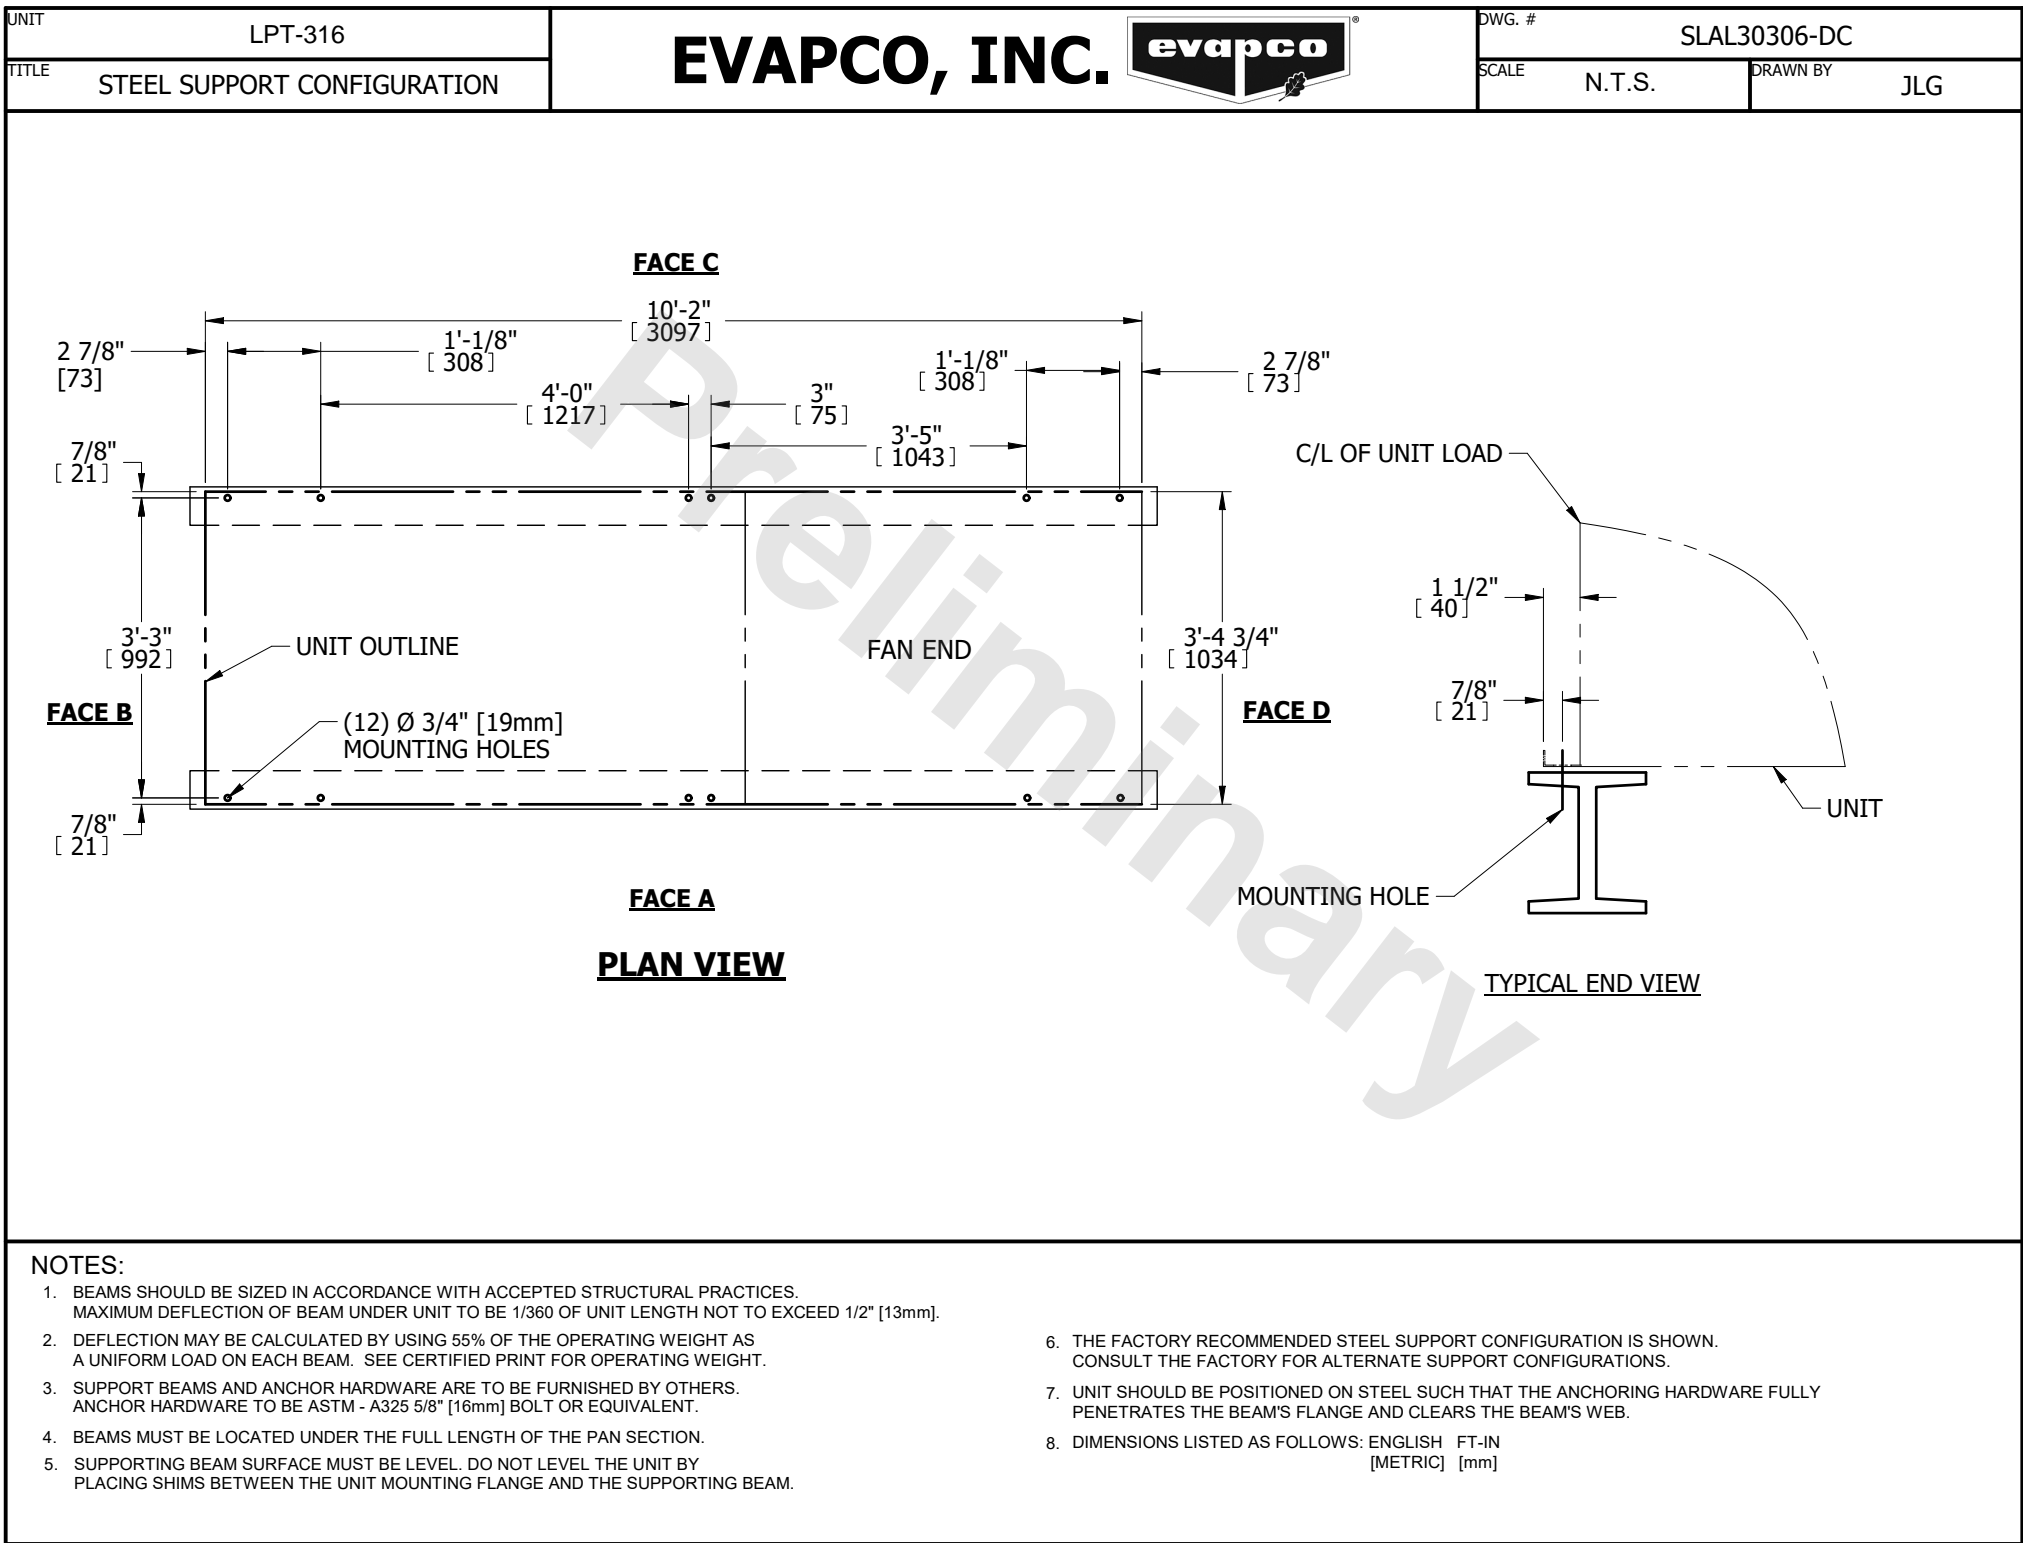 UNIT
LPT-316
TITLE
STEEL SUPPORT CONFIGURATION
EVAPCO, INC.
evapco
®
DWG. #
SLAL30306-DC
SCALE
N.T.S.
DRAWN BY
JLG
FACE C
10'-2"
[ 3097]
2 7/8"
[73]
1'-1/8"
[ 308]
1'-1/8"
[ 308]
2 7/8"
[ 73]
4'-0"
[ 1217]
3"
[ 75]
3'-5"
[ 1043]
7/8"
[ 21]
C/L OF UNIT LOAD
1 1/2"
[ 40]
3'-3"
[ 992]
UNIT OUTLINE
FAN END
3'-4 3/4"
[ 1034]
7/8"
[ 21]
FACE B
(12) Ø 3/4" [19mm]
MOUNTING HOLES
FACE D
7/8"
[ 21]
UNIT
FACE A
MOUNTING HOLE
PLAN VIEW
TYPICAL END VIEW
Preliminary
NOTES:
1. BEAMS SHOULD BE SIZED IN ACCORDANCE WITH ACCEPTED STRUCTURAL PRACTICES.
MAXIMUM DEFLECTION OF BEAM UNDER UNIT TO BE 1/360 OF UNIT LENGTH NOT TO EXCEED 1/2" [13mm].
2. DEFLECTION MAY BE CALCULATED BY USING 55% OF THE OPERATING WEIGHT AS
A UNIFORM LOAD ON EACH BEAM. SEE CERTIFIED PRINT FOR OPERATING WEIGHT.
3. SUPPORT BEAMS AND ANCHOR HARDWARE ARE TO BE FURNISHED BY OTHERS.
ANCHOR HARDWARE TO BE ASTM - A325 5/8" [16mm] BOLT OR EQUIVALENT.
4. BEAMS MUST BE LOCATED UNDER THE FULL LENGTH OF THE PAN SECTION.
5. SUPPORTING BEAM SURFACE MUST BE LEVEL. DO NOT LEVEL THE UNIT BY
PLACING SHIMS BETWEEN THE UNIT MOUNTING FLANGE AND THE SUPPORTING BEAM.
6. THE FACTORY RECOMMENDED STEEL SUPPORT CONFIGURATION IS SHOWN.
CONSULT THE FACTORY FOR ALTERNATE SUPPORT CONFIGURATIONS.
7. UNIT SHOULD BE POSITIONED ON STEEL SUCH THAT THE ANCHORING HARDWARE FULLY
PENETRATES THE BEAM'S FLANGE AND CLEARS THE BEAM'S WEB.
8. DIMENSIONS LISTED AS FOLLOWS: ENGLISH FT-IN
[METRIC] [mm]